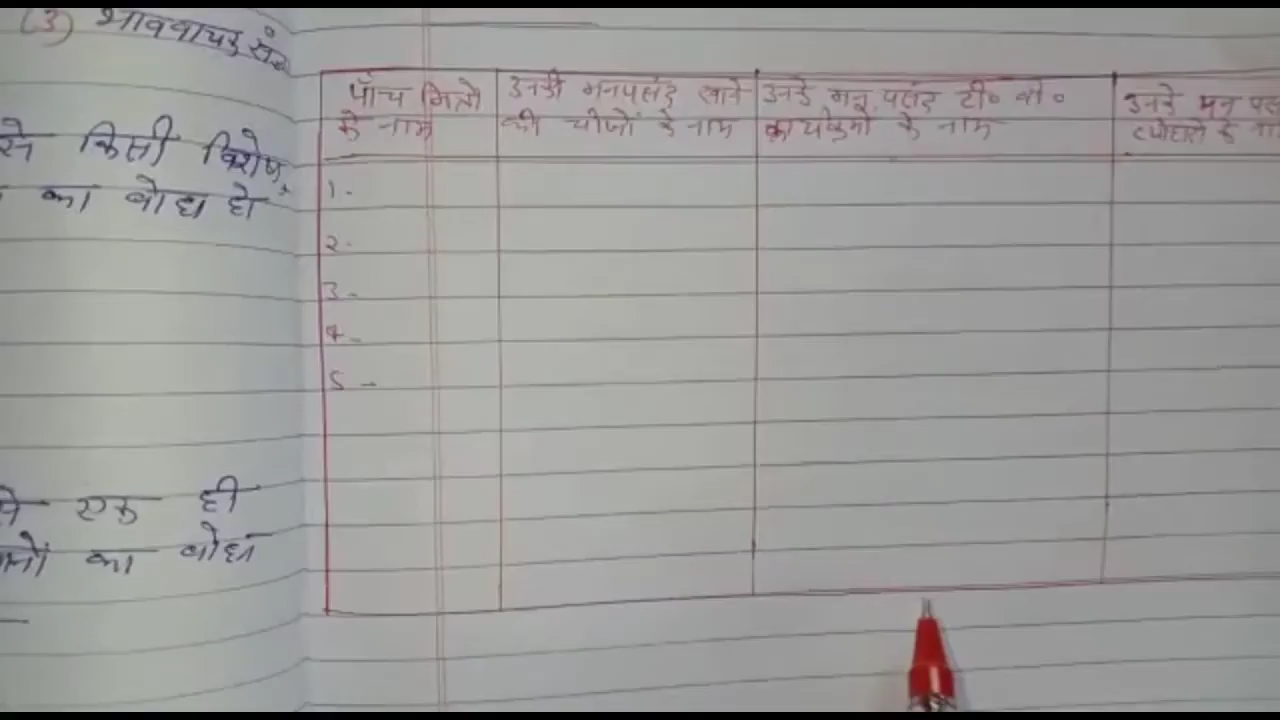 (3) भाववाचक
से किसी विशेष
का बोध हो
से एक ही
का बोध
पाँच मित्रो
के नाम
उनकी मनपसंद खाने
की चीजों के नाम
उनके मन पसंद टी० वी०
कार्यक्रमों के नाम
उनके मन
त्योहारो के
1-
2-
3-
4-
5-